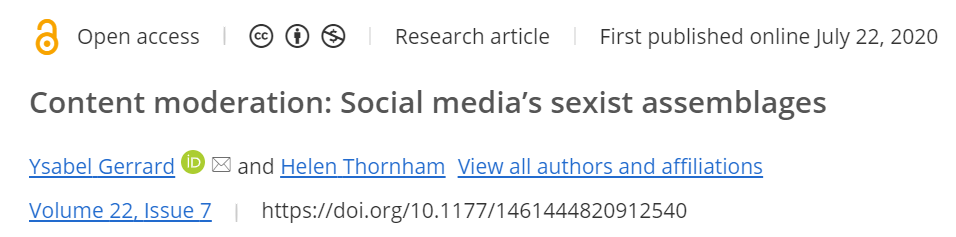 Open access | Research article | First published online July 22, 2020
Content moderation: Social media’s sexist assemblages
Ysabel Gerrard iD and Helen Thornham View all authors and affiliations
Volume 22, Issue 7 | https://doi.org/10.1177/1461444820912540